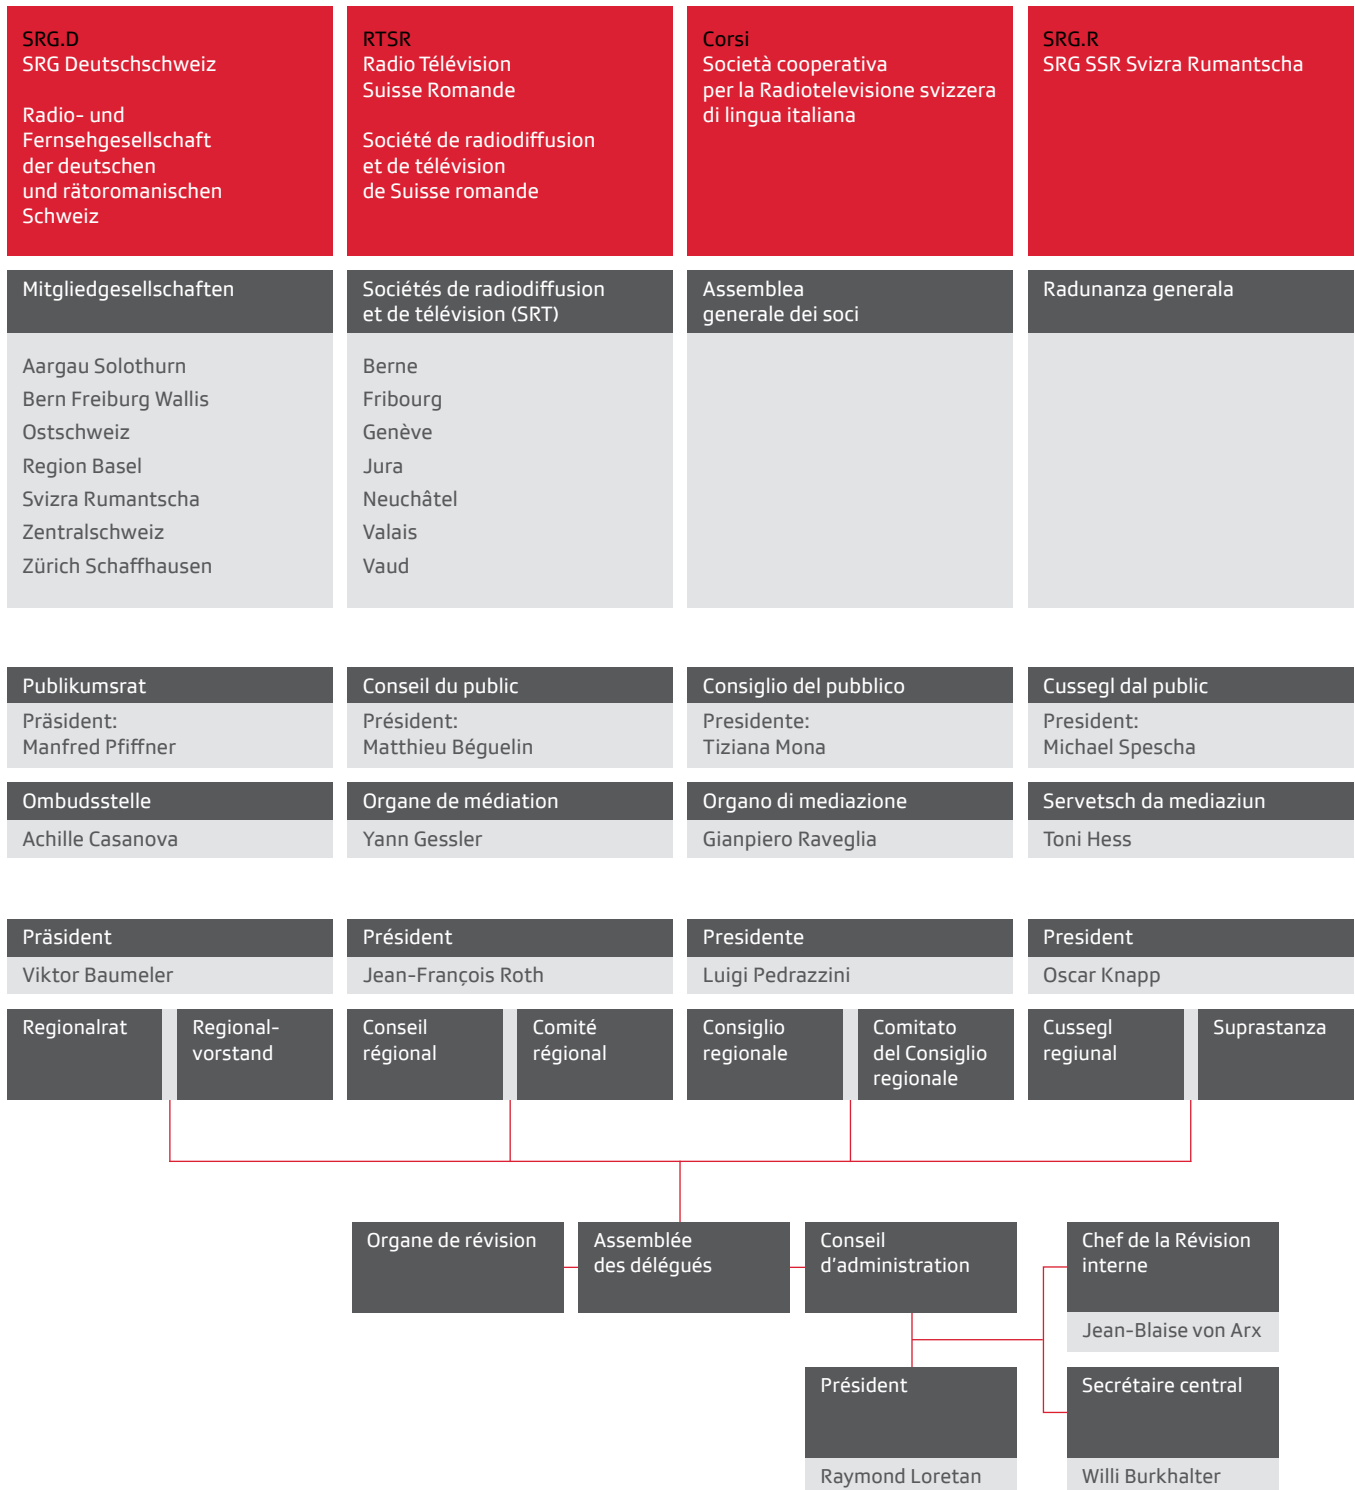 SRG.D
SRG Deutschschweiz
Radio- und
Fernsehgesellschaft
der deutschen
und rätoromanischen
Schweiz
RTSR
Radio Télévision
Suisse Romande
Société de radiodiffusion
et de télévision
de Suisse romande
Corsi
Società cooperativa
per la Radiotelevisione svizzera
di lingua italiana
SRG.R
SRG SSR Svizra Rumantscha
Mitgliedgesellschaften
Aargau Solothurn
Bern Freiburg Wallis
Ostschweiz
Region Basel
Svizra Rumantscha
Zentralschweiz
Zürich Schaffhausen
Sociétés de radiodiffusion
et de télévision (SRT)
Berne
Fribourg
Genève
Jura
Neuchâtel
Valais
Vaud
Assemblea
generale dei soci
Radunanza generala
Publikumsrat
Präsident:
Manfred Pfiffner
Conseil du public
Président:
Matthieu Béguelin
Consiglio del pubblico
Presidente:
Tiziana Mona
Cussegl dal public
President:
Michael Spescha
Ombudsstelle
Achille Casanova
Organe de médiation
Yann Gessler
Organo di mediazione
Gianpiero Raveglia
Servetsch da mediaziun
Toni Hess
Präsident
Viktor Baumeler
Président
Jean-François Roth
Presidente
Luigi Pedrazzini
President
Oscar Knapp
Regionalrat
Regional-
vorstand
Conseil
régional
Comité
régional
Consiglio
regionale
Comitato
del Consiglio
regionale
Cussegl
regiunal
Suprastanza
Organe de révision
Assemblée
des délégués
Conseil
d'administration
Chef de la Révision
interne
Jean-Blaise von Arx
Président
Raymond Loretan
Secrétaire central
Willi Burkhalter